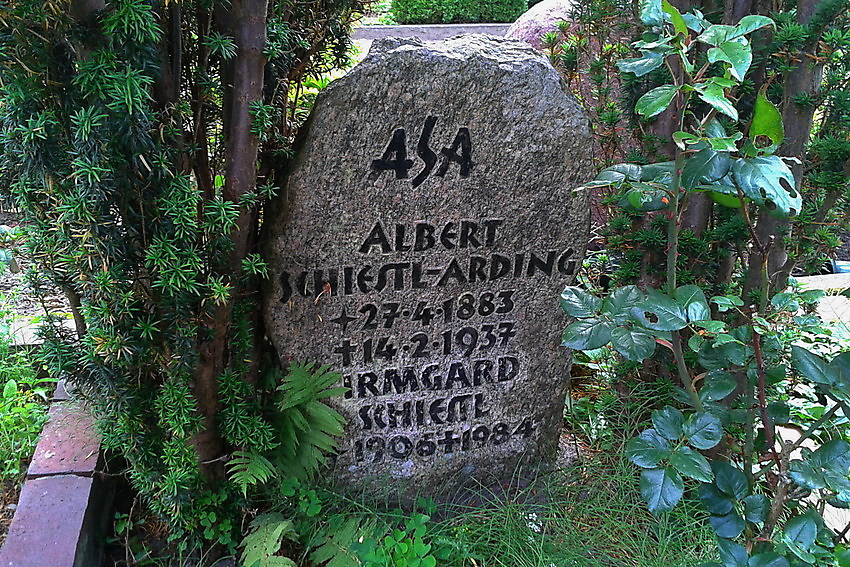 ASA
ALBERT
SCHIESTL-ARDING
+27·4·1883
+14·2·1937
IRMGARD
SCHIESTL
1906+1984